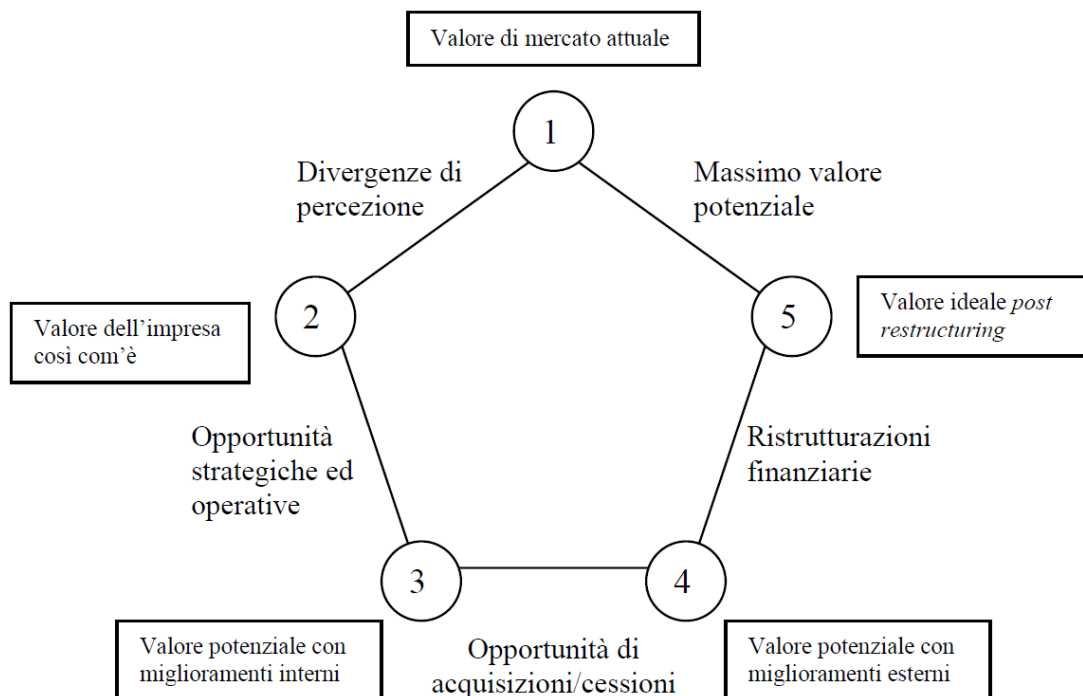 Valore di mercato attuale
1
Divergenze di
percezione
Massimo valore
potenziale
2
5
Valore dell’impresa
così com’è
Valore ideale post
restructuring
Opportunità
strategiche ed
operative
Ristrutturazioni
finanziarie
3
4
Valore potenziale con
miglioramenti interni
Opportunità di
acquisizioni/cessioni
Valore potenziale con
miglioramenti esterni